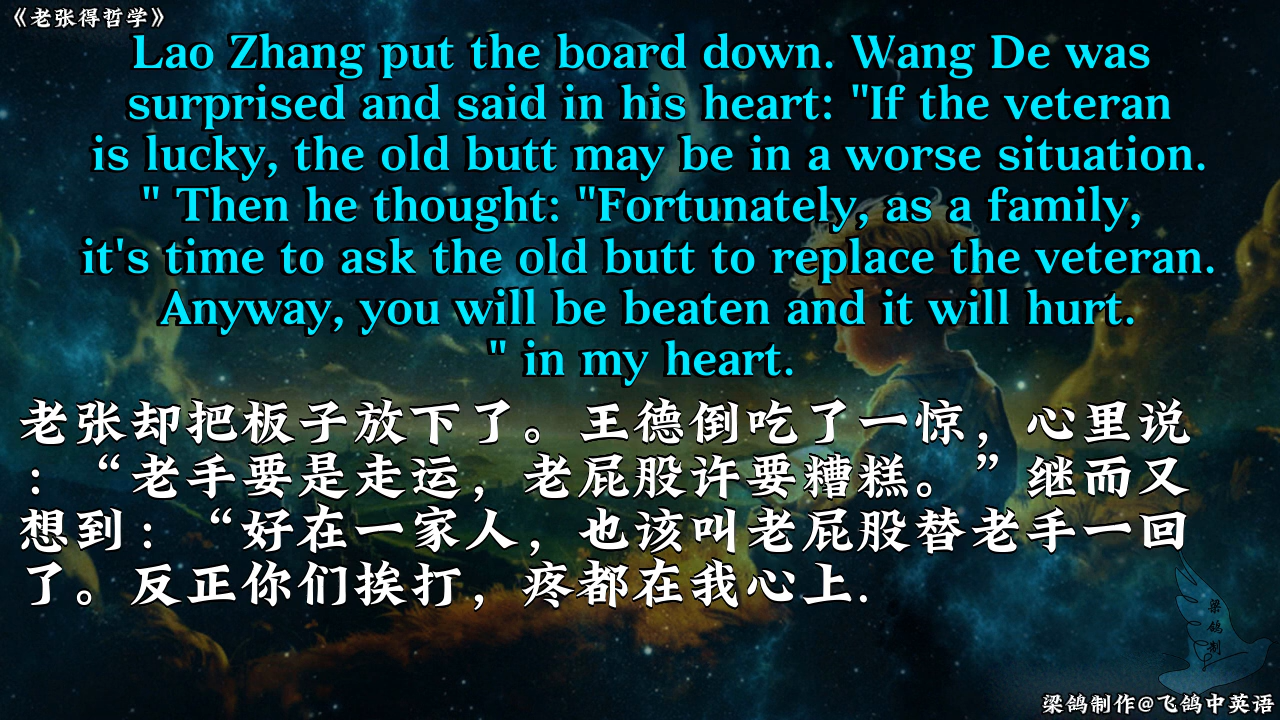 《老张得哲学》
Lao Zhang put the board down. Wang De was
surprised and said in his heart: "If the veteran
is lucky, the old butt may be in a worse situation.
" Then he thought: "Fortunately, as a family,
it's time to ask the old butt to replace the veteran.
Anyway, you will be beaten and it will hurt.
" in my heart.
老张却把板子放下了。王德倒吃了一惊，心里说
：“老手要是走运，老屁股许要糟糕。”继而又
想到：“好在一家人，也该叫老屁股替老手一回
了。反正你们挨打，疼都在我心上.
梁鸽制
梁鸽制作@飞鸽中英语